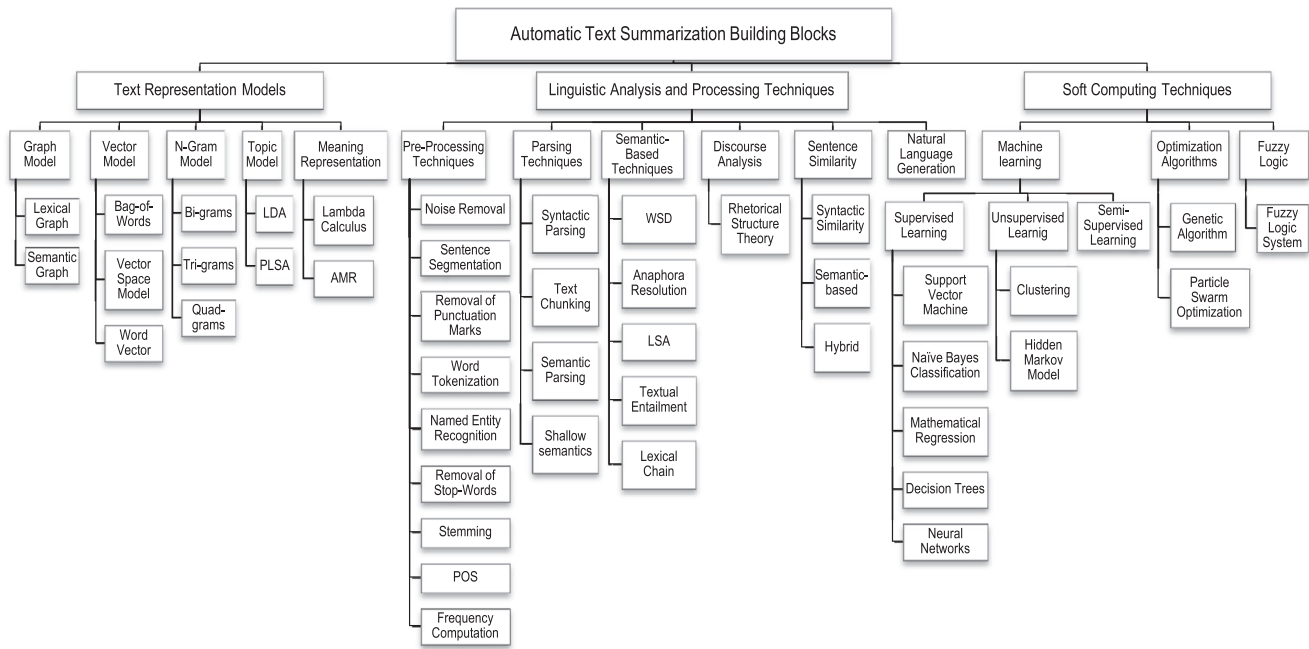 Automatic Text Summarization Building Blocks
Text Representation Models
Linguistic Analysis and Processing Techniques
Soft Computing Techniques
Graph
Model
Vector
Model
N-Gram
Model
Topic
Model
Meaning
Representation
Pre-Processing
Techniques
Parsing
Techniques
Semantic-
Based
Techniques
Discourse
Analysis
Sentence
Similarity
Natural
Language
Generation
Machine
learning
Optimization
Algorithms
Fuzzy
Logic
Lexical
Graph
Semantic
Graph
Bag-of-
Words
Vector
Space
Model
Word
Vector
Bi-grams
Tri-grams
Quad-
grams
LDA
PLSA
Lambda
Calculus
AMR
Noise Removal
Sentence
Segmentation
Removal of
Punctuation
Marks
Word
Tokenization
Named Entity
Recognition
Removal of
Stop-Words
Stemming
POS
Frequency
Computation
Syntactic
Parsing
Text
Chunking
Semantic
Parsing
Shallow
semantics
WSD
Anaphora
Resolution
LSA
Textual
Entailment
Lexical
Chain
Rhetorical
Structure
Theory
Syntactic
Similarity
Semantic-
based
Hybrid
Supervised
Learning
Support
Vector
Machine
Naïve Bayes
Classification
Mathematical
Regression
Decision Trees
Neural
Networks
Unsupervised
Learnig
Clustering
Hidden
Markov
Model
Semi-
Supervised
Learning
Genetic
Algorithm
Particle
Swarm
Optimization
Fuzzy
Logic
System